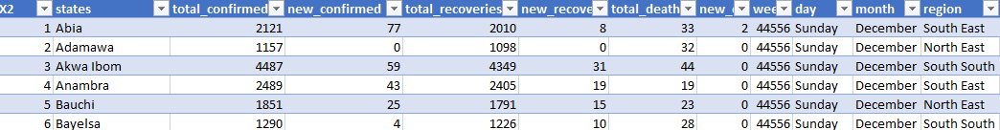 X2 states total_confirmed new_confirmed total_recoveries new_recove total_death new_ wee day month region
1 Abia 2121 77 2010 8 33 2 44556 Sunday December South East
2 Adamawa 1157 0 1098 0 32 0 44556 Sunday December North East
3 Akwa Ibom 4487 59 4349 31 44 0 44556 Sunday December South South
4 Anambra 2489 43 2405 19 19 0 44556 Sunday December South East
5 Bauchi 1851 25 1791 15 23 0 44556 Sunday December North East
6 Bayelsa 1290 4 1226 10 28 0 44556 Sunday December South South